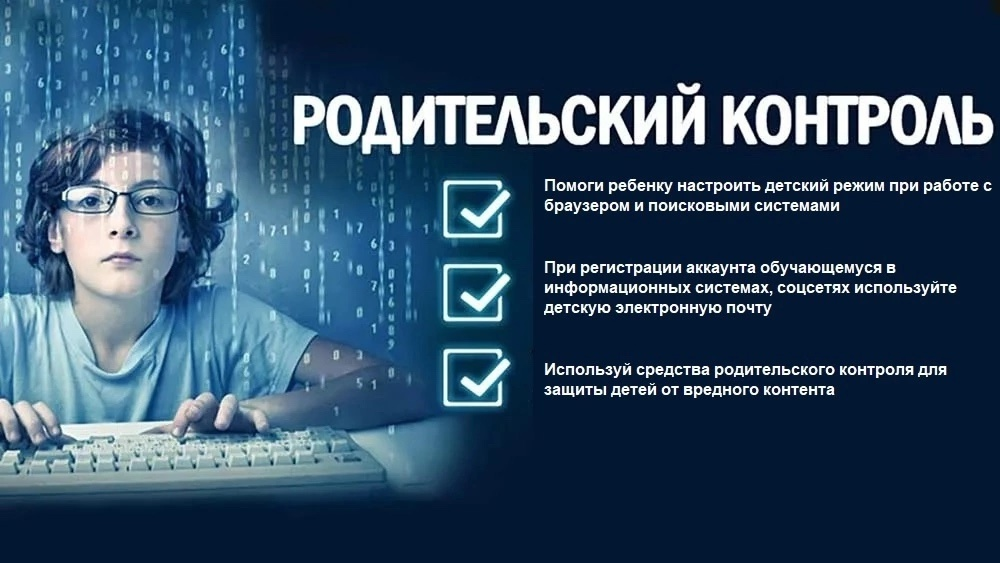 РОДИТЕЛЬСКИЙ КОНТРОЛЬ
Помоги ребенку настроить детский режим при работе с
браузером и поисковыми системами
При регистрации аккаунта обучающемуся в
информационных системах, соцсетях используйте
детскую электронную почту
Используй средства родительского контроля для
защиты детей от вредного контента